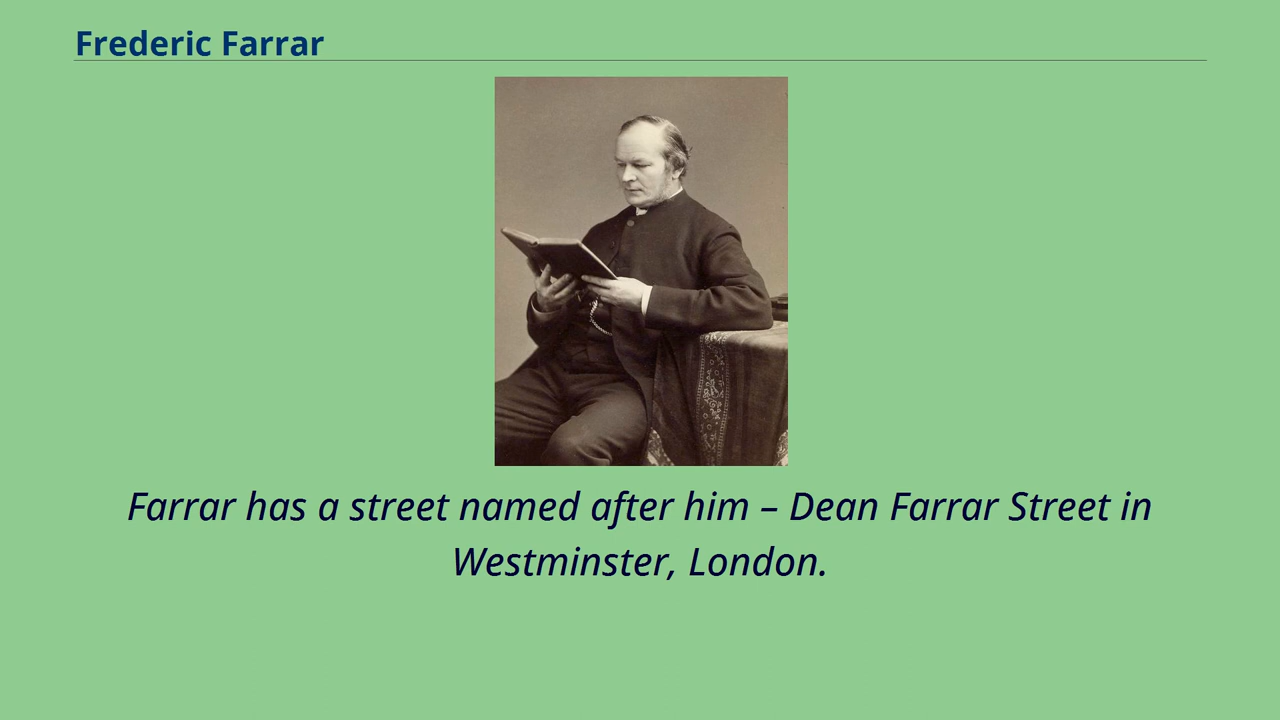 Frederic Farrar
Farrar has a street named after him – Dean Farrar Street in
Westminster, London.